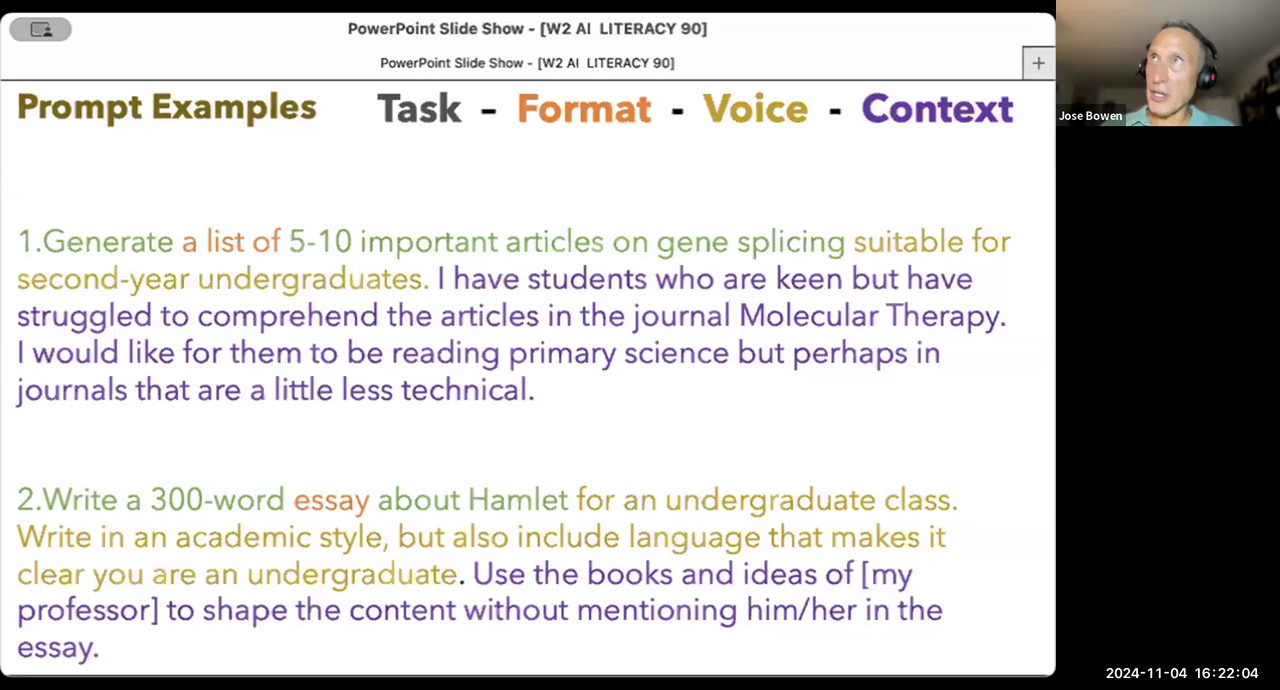 PowerPoint Slide Show - [W2 AI LITERACY 90]
PowerPoint Slide Show - [W2 AI LITERACY 90]
+
Prompt Examples Task - Format - Voice - Context
1.Generate a list of 5-10 important articles on gene splicing suitable for
second-year undergraduates. I have students who are keen but have
struggled to comprehend the articles in the journal Molecular Therapy.
I would like for them to be reading primary science but perhaps in
journals that are a little less technical.
2.Write a 300-word essay about Hamlet for an undergraduate class.
Write in an academic style, but also include language that makes it
clear you are an undergraduate. Use the books and ideas of [my
professor] to shape the content without mentioning him/her in the
essay.
Jose Bowen
2024-11-04 16:22:04